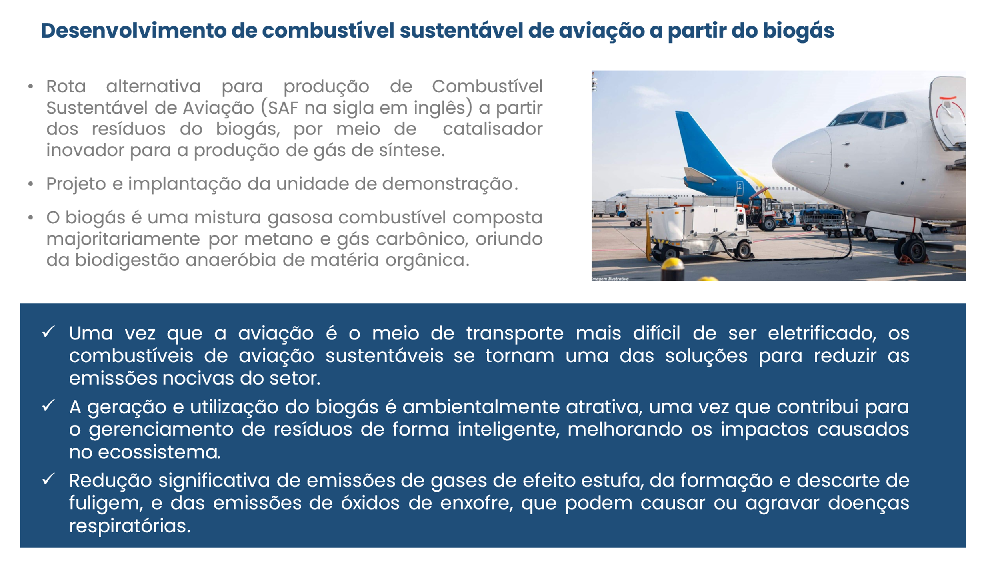 Desenvolvimento de combustível sustentável de aviação a partir do biogás
• Rota alternativa para produção de Combustível
Sustentável de Aviação (SAF na sigla em inglês) a partir
dos resíduos do biogás, por meio de catalisador
inovador para a produção de gás de síntese.
• Projeto e implantação da unidade de demonstração.
• O biogás é uma mistura gasosa combustível composta
majoritariamente por metano e gás carbônico, oriundo
da biodigestão anaeróbia de matéria orgânica.
Imagem Ilustrativa
✓ Uma vez que a aviação é o meio de transporte mais difícil de ser eletrificado, os
combustíveis de aviação sustentáveis se tornam uma das soluções para reduzir as
emissões nocivas do setor.
✓ A geração e utilização do biogás é ambientalmente atrativa, uma vez que contribui para
o gerenciamento de resíduos de forma inteligente, melhorando os impactos causados
no ecossistema.
✓ Redução significativa de emissões de gases de efeito estufa, da formação e descarte de
fuligem, e das emissões de óxidos de enxofre, que podem causar ou agravar doenças
respiratórias.